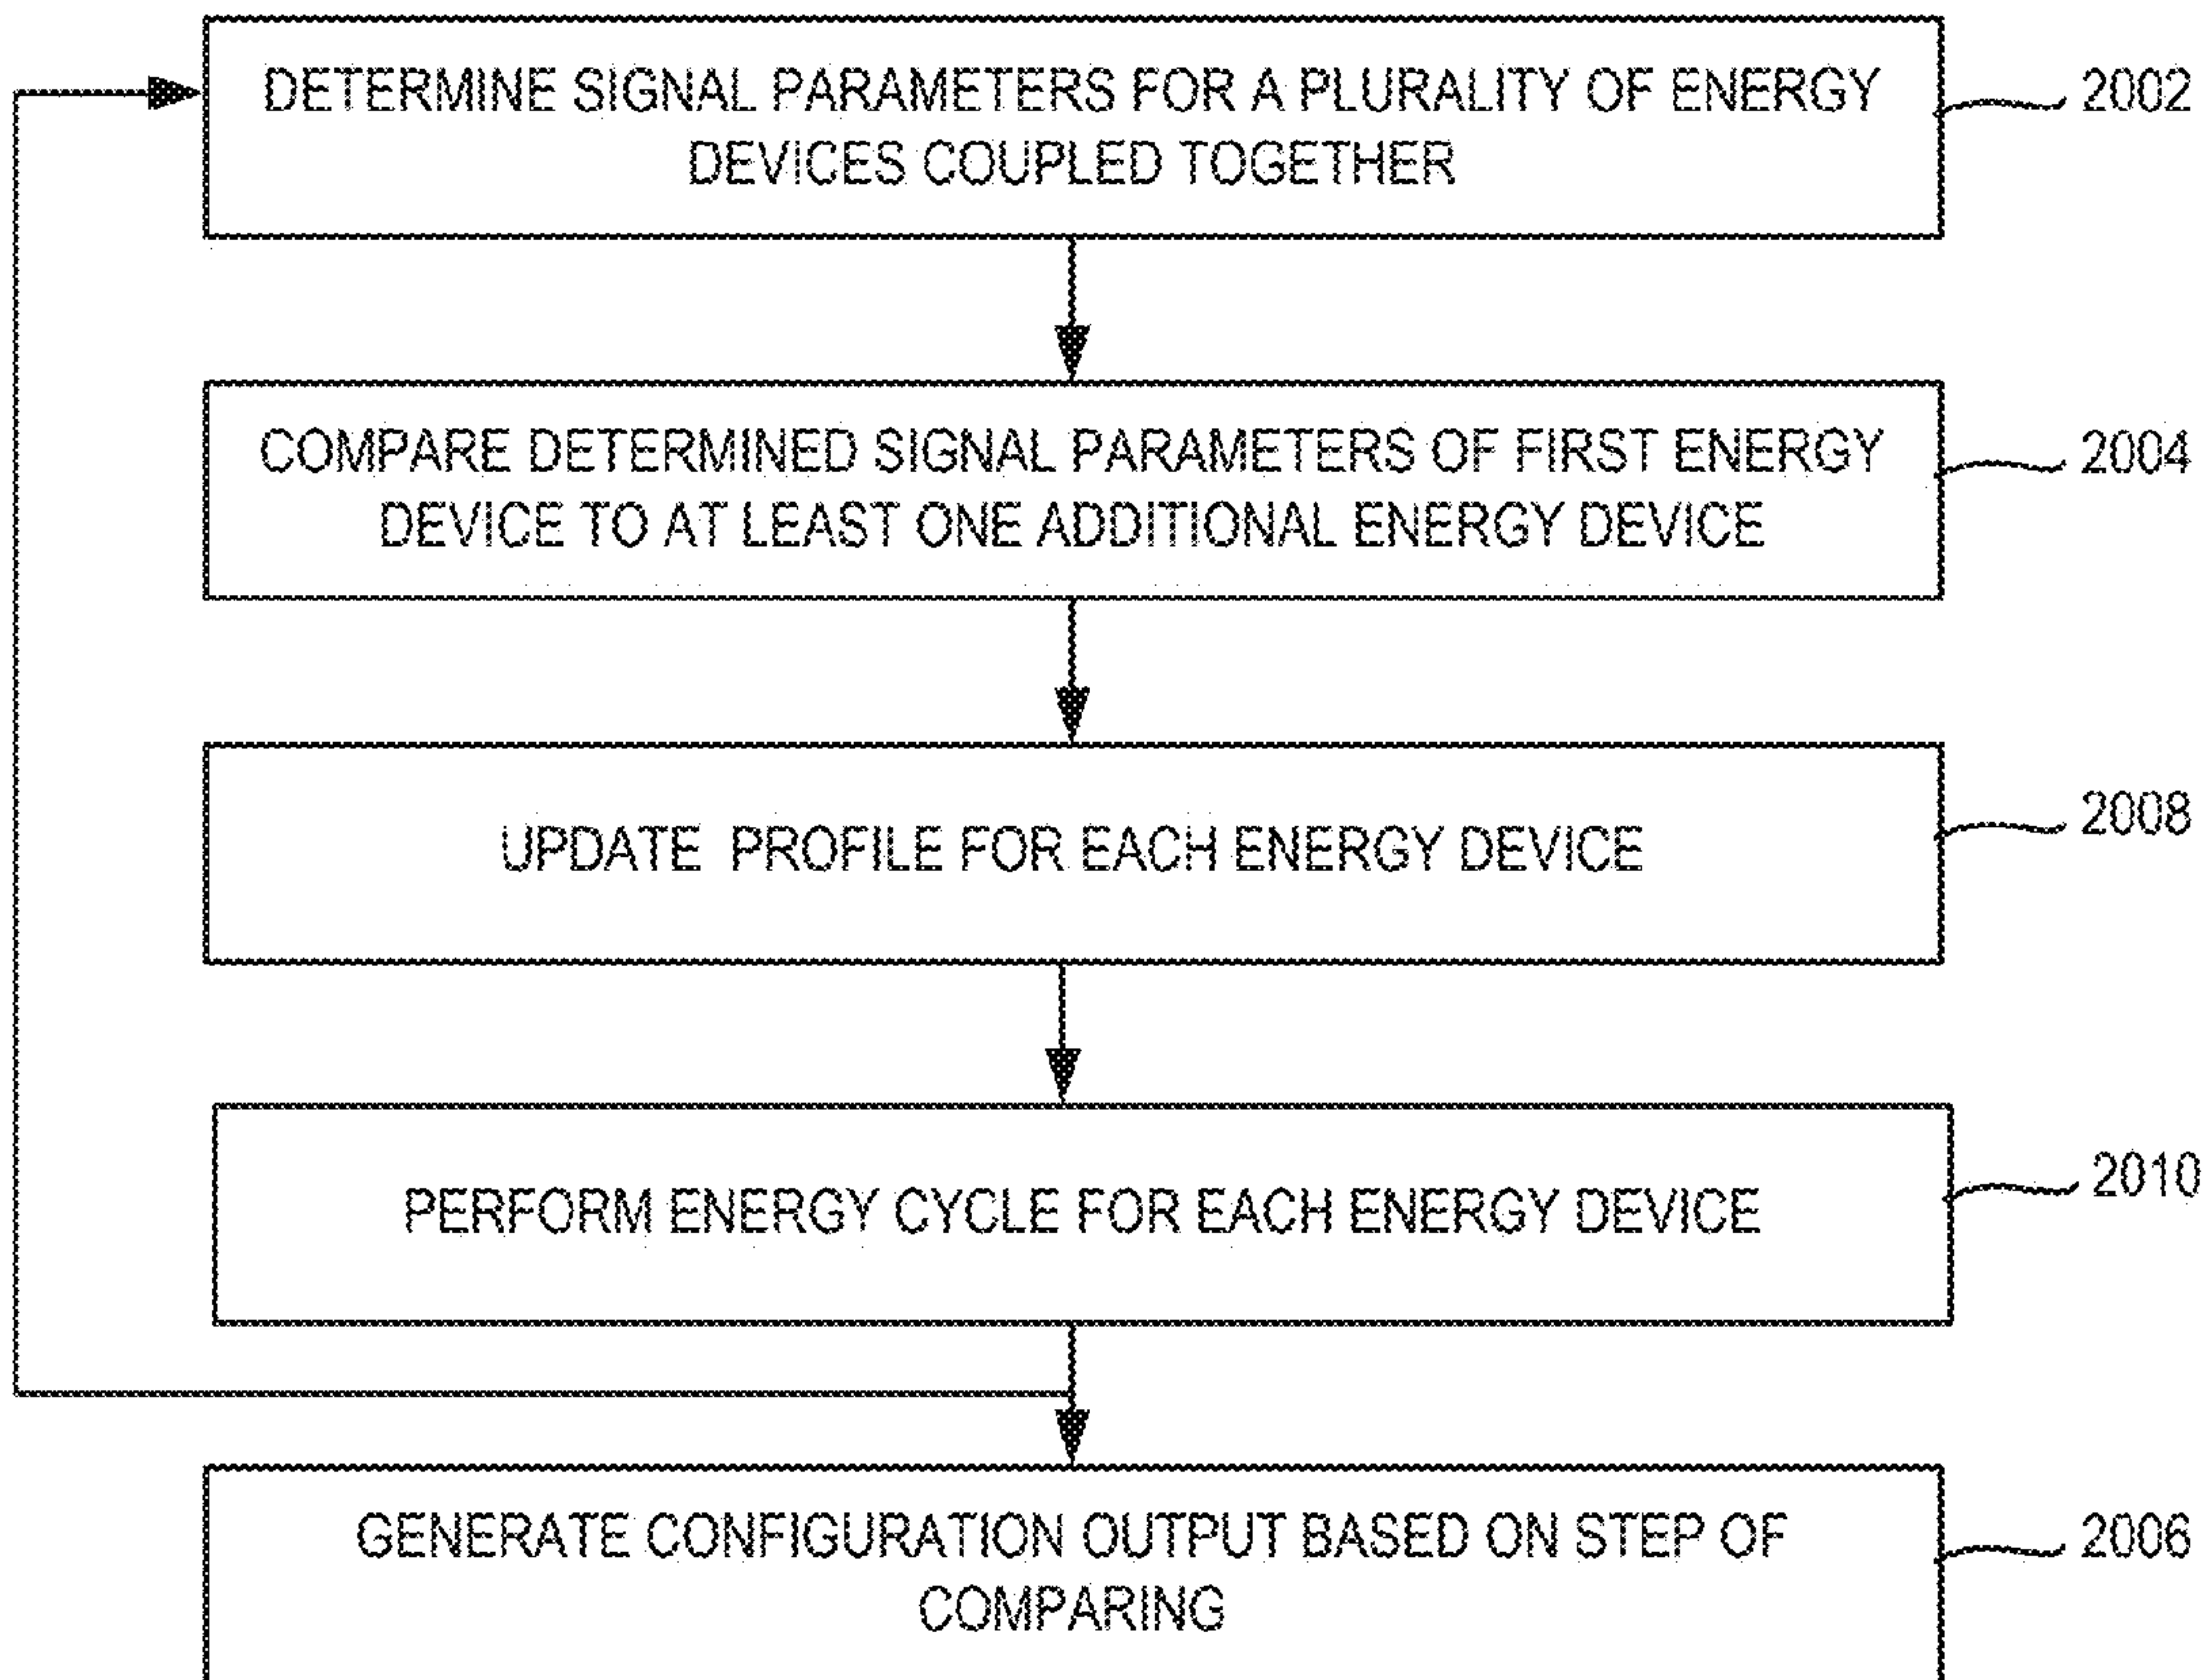 DETERMINE SIGNAL PARAMETERS FOR A PLURALITY OF ENERGY
DEVICES COUPLED TOGETHER
2002
COMPARE DETERMINED SIGNAL PARAMETERS OF FIRST ENERGY
DEVICE TO AT LEAST ONE ADDITIONAL ENERGY DEVICE
2004
UPDATE PROFILE FOR EACH ENERGY DEVICE
2008
PERFORM ENERGY CYCLE FOR EACH ENERGY DEVICE
2010
GENERATE CONFIGURATION OUTPUT BASED ON STEP OF
COMPARING
2006